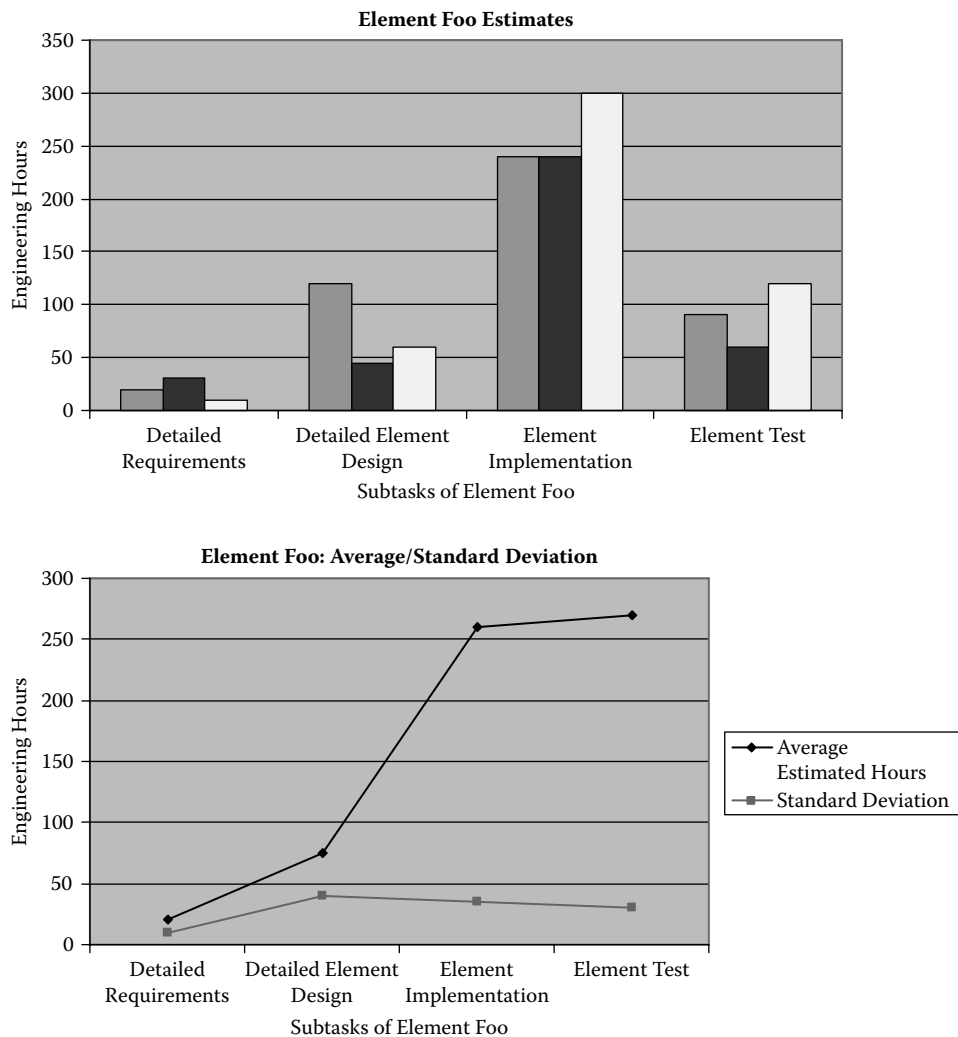 Element Foo Estimates
350
300
250
200
150
100
50
0
Engineering Hours
Detailed
Requirements
Detailed Element
Design
Element
Implementation
Element Test
Subtasks of Element Foo
Element Foo: Average/Standard Deviation
300
250
200
150
100
50
0
Engineering Hours
Detailed
Requirements
Detailed Element
Design
Element
Implementation
Element Test
Subtasks of Element Foo
Average
Estimated Hours
Standard Deviation